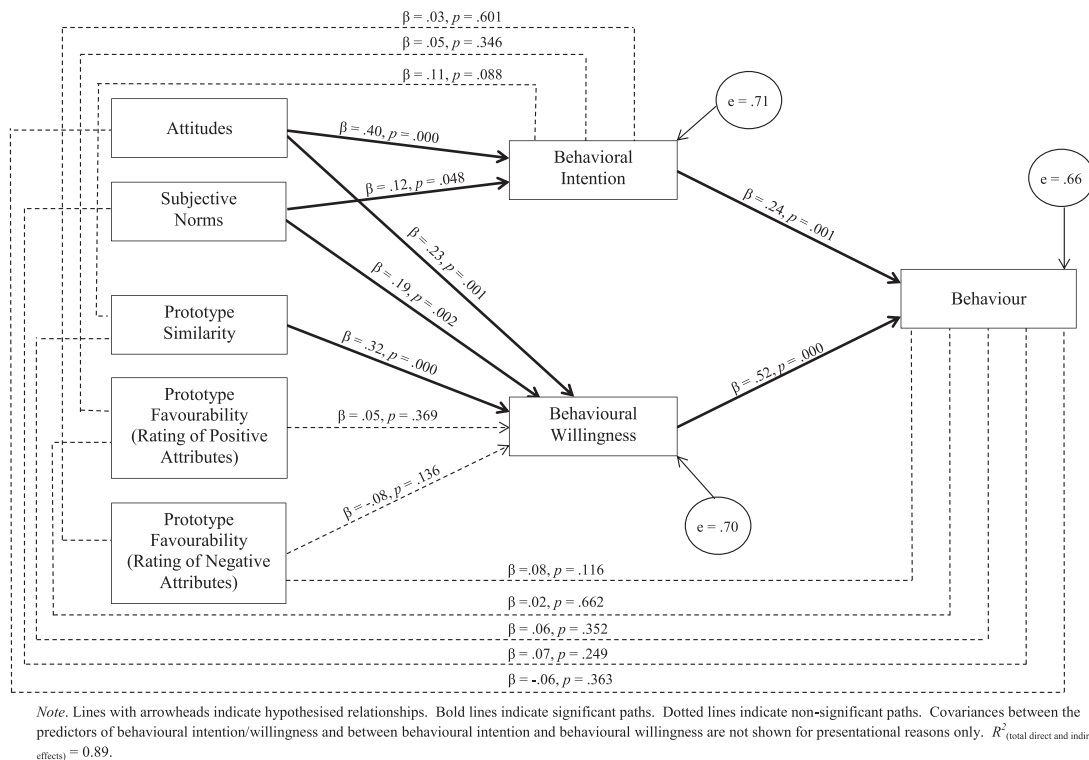 β = .03, p = .601
β = .05, p = .346
β = .11, p = .088
e = .71
Attitudes
β = .40, p = .000
Behavioral
Intention
e = .66
Subjective
Norms
β = .12, p = .048
β = .24, p = .001
β = .23, p = .001
β = .19, p = .002
Behaviour
Prototype
Similarity
β = .32, p = .000
β = .52, p = .000
Prototype
Favourability
(Rating of Positive
Attributes)
β = .05, p = .369
Behavioural
Willingness
β = -.08, p = .136
e = .70
Prototype
Favourability
(Rating of Negative
Attributes)
β =.08, p = .116
β =.02, p = .662
β = .06, p = .352
β = .07, p = .249
β = -.06, p = .363
Note. Lines with arrowheads indicate hypothesised relationships. Bold lines indicate significant paths. Dotted lines indicate non-significant paths. Covariances between the
predictors of behavioural intention/willingness and between behavioural intention and behavioural willingness are not shown for presentational reasons only. R² (total direct and indir
effects) = 0.89.